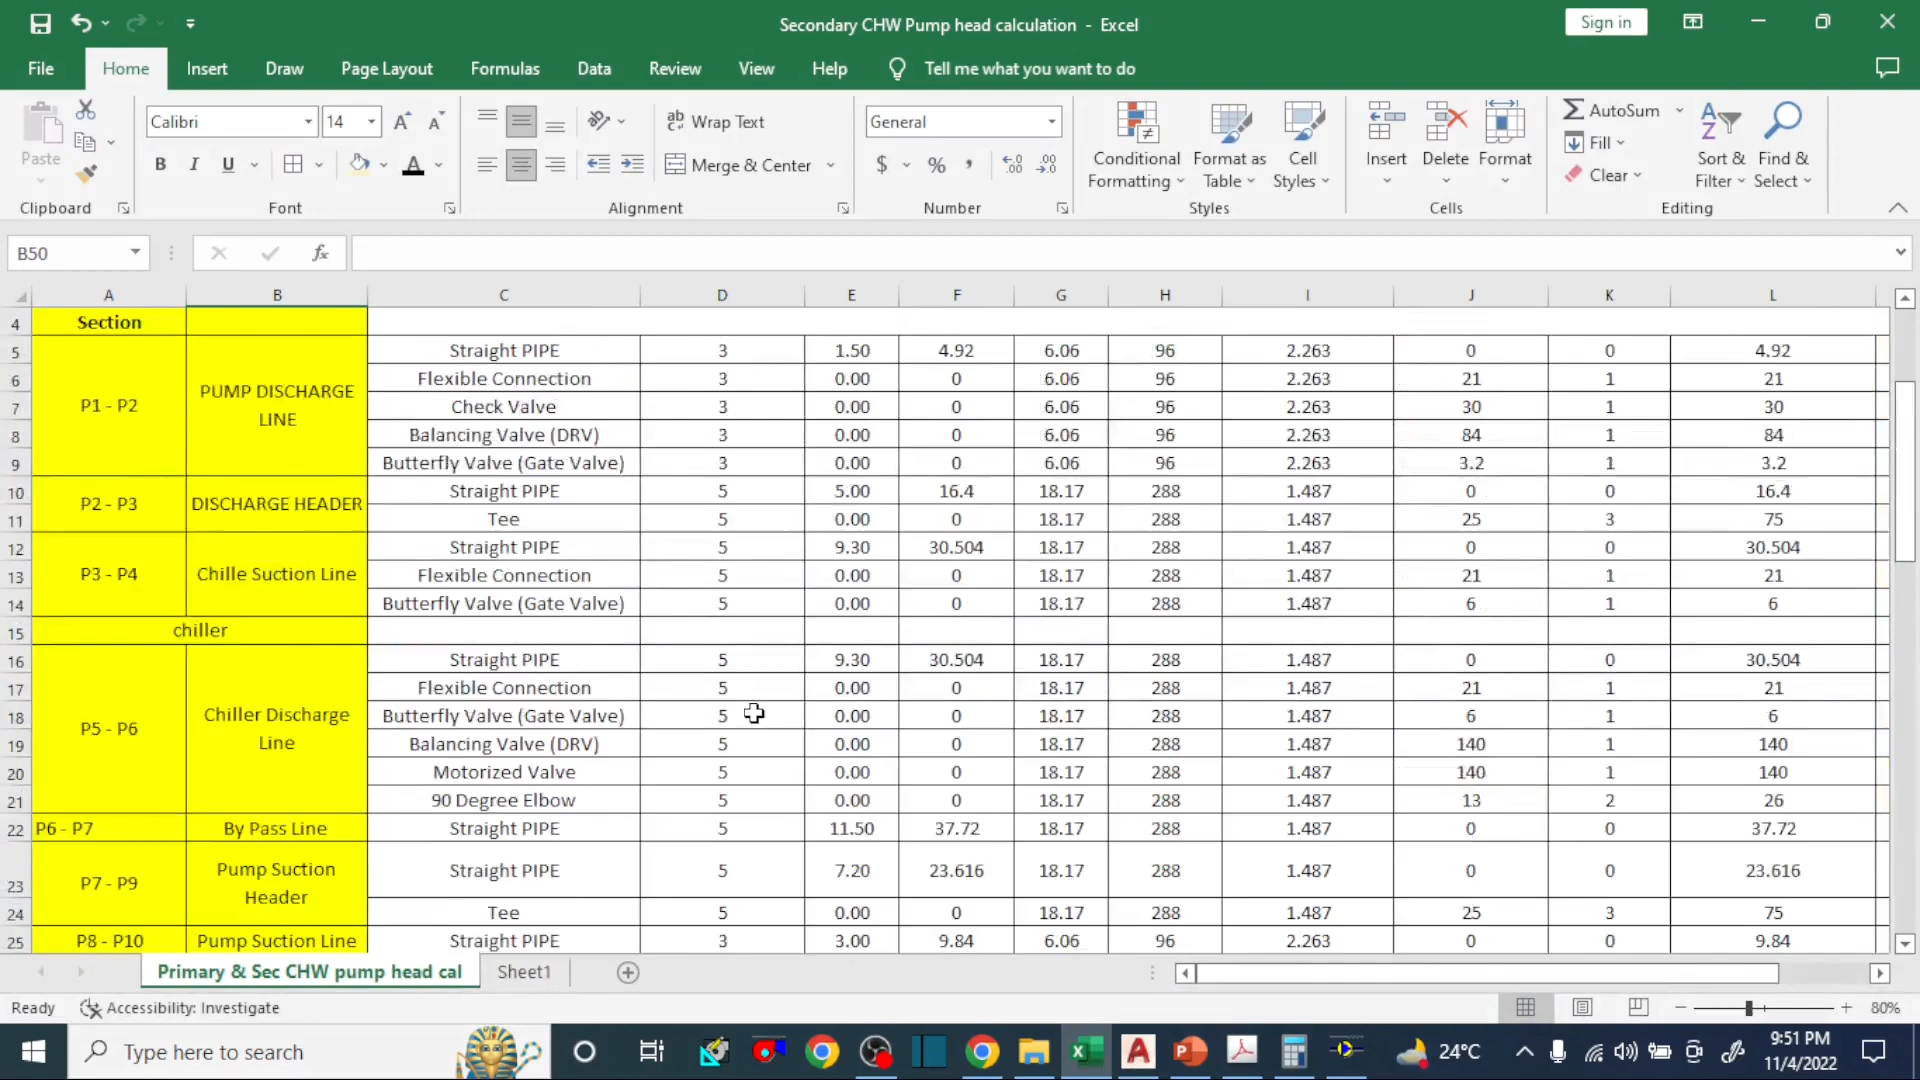 Secondary CHW Pump head calculation - Excel
Sign in
File Home Insert Draw Page Layout Formulas Data Review View Help Tell me what you want to do
Paste
Clipboard
Calibri 14
B I U A
Font
Wrap Text
Merge & Center
Alignment
General
$ % ,
Number
Conditional Formatting
Format as Table
Cell Styles
Styles
Insert Delete Format
Cells
AutoSum
Fill
Clear
Sort & Filter
Find & Select
Editing
B50 fx
A B C D E F G H I J K L
4 Section
5 P1 - P2 PUMP DISCHARGE LINE Straight PIPE 3 1.50 4.92 6.06 96 2.263 0 0 4.92
6 Flexible Connection 3 0.00 0 6.06 96 2.263 21 1 21
7 Check Valve 3 0.00 0 6.06 96 2.263 30 1 30
8 Balancing Valve (DRV) 3 0.00 0 6.06 96 2.263 84 1 84
9 Butterfly Valve (Gate Valve) 3 0.00 0 6.06 96 2.263 3.2 1 3.2
10 P2 - P3 DISCHARGE HEADER Straight PIPE 5 5.00 16.4 18.17 288 1.487 0 0 16.4
11 Tee 5 0.00 0 18.17 288 1.487 25 3 75
12 P3 - P4 Chille Suction Line Straight PIPE 5 9.30 30.504 18.17 288 1.487 0 0 30.504
13 Flexible Connection 5 0.00 0 18.17 288 1.487 21 1 21
14 Butterfly Valve (Gate Valve) 5 0.00 0 18.17 288 1.487 6 1 6
15 chiller
16 P5 - P6 Chiller Discharge Line Straight PIPE 5 9.30 30.504 18.17 288 1.487 0 0 30.504
17 Flexible Connection 5 0.00 0 18.17 288 1.487 21 1 21
18 Butterfly Valve (Gate Valve) 5 0.00 0 18.17 288 1.487 6 1 6
19 Balancing Valve (DRV) 5 0.00 0 18.17 288 1.487 140 1 140
20 Motorized Valve 5 0.00 0 18.17 288 1.487 140 1 140
21 90 Degree Elbow 5 0.00 0 18.17 288 1.487 13 2 26
22 P6 - P7 By Pass Line Straight PIPE 5 11.50 37.72 18.17 288 1.487 0 0 37.72
23 P7 - P9 Pump Suction Header Straight PIPE 5 7.20 23.616 18.17 288 1.487 0 0 23.616
24 Tee 5 0.00 0 18.17 288 1.487 25 3 75
25 P8 - P10 Pump Suction Line Straight PIPE 3 3.00 9.84 6.06 96 2.263 0 0 9.84
Primary & Sec CHW pump head cal Sheet1
Ready Accessibility: Investigate 80%
Type here to search
24°C
9:51 PM
11/4/2022